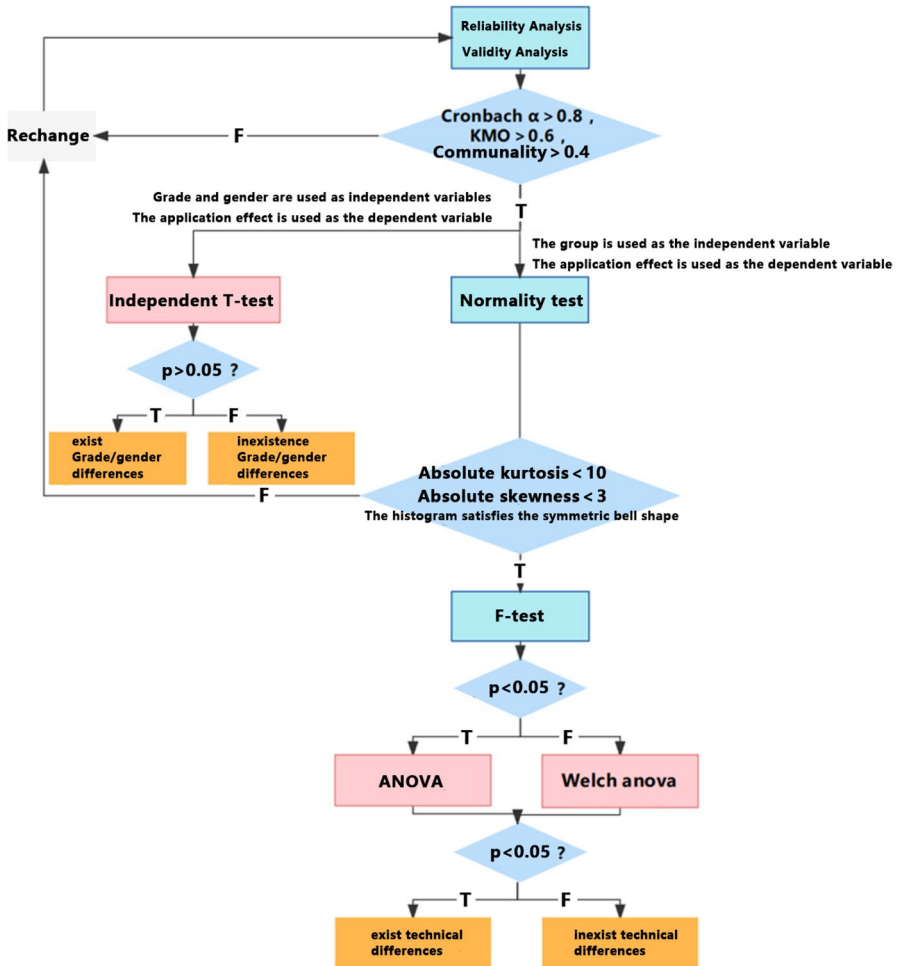 Reliability Analysis
Validity Analysis
Cronbach α>0.8 ,
KMO>0.6 ,
Communality>0.4
F
Rechange
T
Grade and gender are used as independent variables
The application effect is used as the dependent variable
The group is used as the independent variable
The application effect is used as the dependent variable
Independent T-test
Normality test
p>0.05 ?
T
F
exist
Grade/gender
differences
inexistence
Grade/gender
differences
Absolute kurtosis<10
Absolute skewness<3
The histogram satisfies the symmetric bell shape
F
T
F-test
p<0.05 ?
T
F
ANOVA
Welch anova
p<0.05 ?
T
F
exist technical
differences
inexist technical
differences